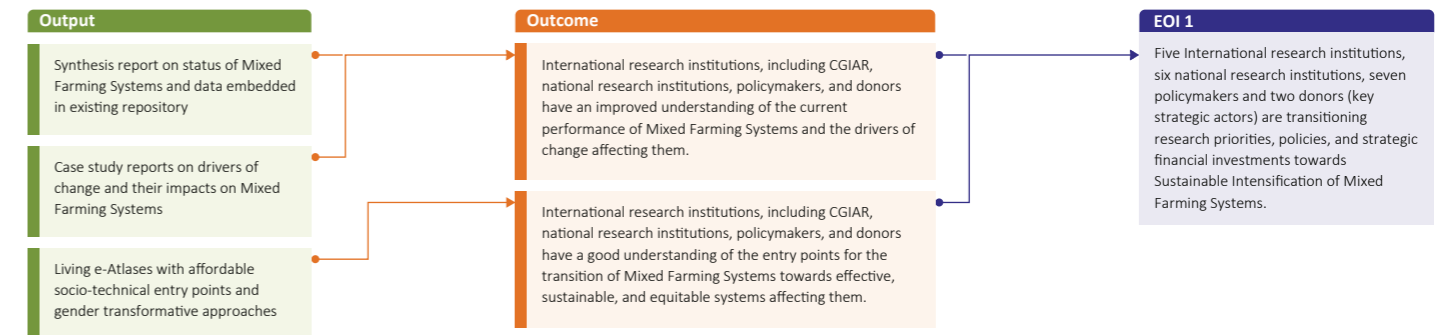 Output
Synthesis report on status of Mixed
Farming Systems and data embedded
in existing repository
Case study reports on drivers of
change and their impacts on Mixed
Farming Systems
Living e-Atlases with affordable
socio-technical entry points and
gender transformative approaches
Outcome
International research institutions, including CGIAR,
national research institutions, policymakers, and donors
have an improved understanding of the current
performance of Mixed Farming Systems and the drivers of
change affecting them.
International research institutions, including CGIAR,
national research institutions, policymakers, and donors
have a good understanding of the entry points for the
transition of Mixed Farming Systems towards effective,
sustainable, and equitable systems affecting them.
EOI 1
Five International research institutions,
six national research institutions, seven
policymakers and two donors (key
strategic actors) are transitioning
research priorities, policies, and strategic
financial investments towards
Sustainable Intensification of Mixed
Farming Systems.